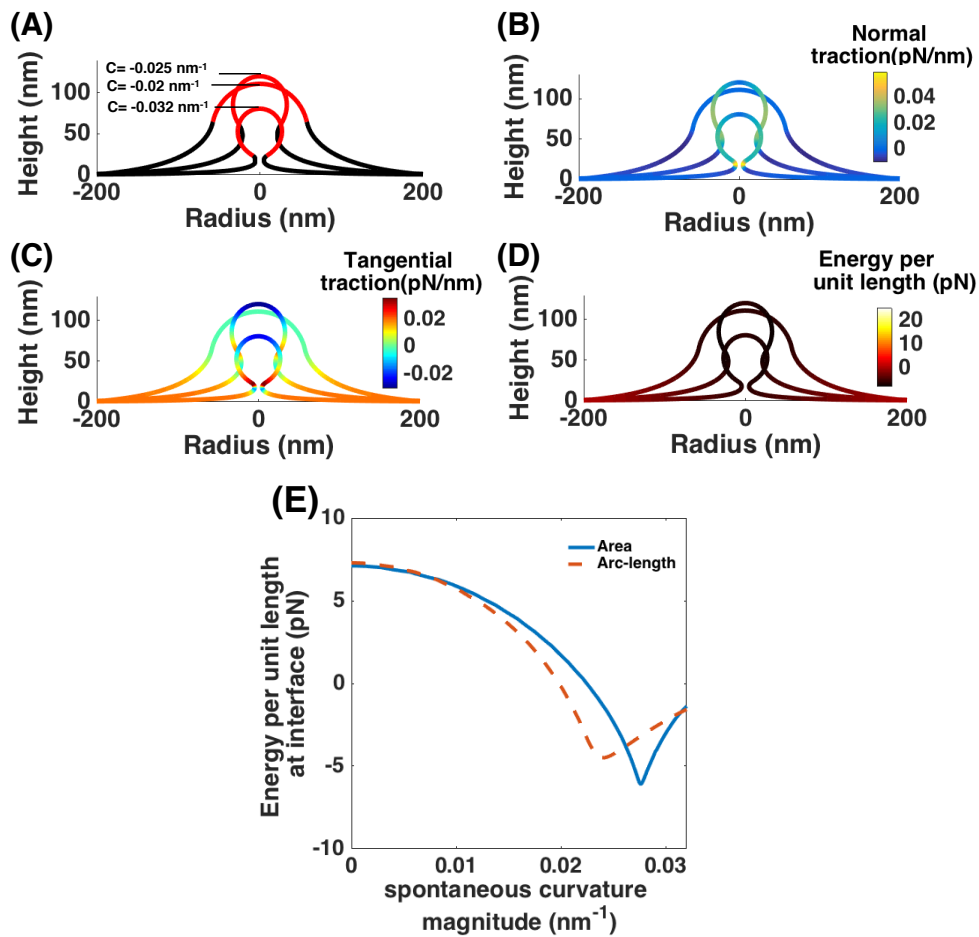 (A)
Height (nm)
100
50
0
C= -0.025 nm-1
C= -0.02 nm-1
C= -0.032 nm-1
-200
0
200
Radius (nm)
(B)
Normal
traction(pN/nm)
Height (nm)
100
50
0
0.04
0.02
0
-200
0
200
Radius (nm)
(C)
Tangential
traction(pN/nm)
Height (nm)
100
50
0
0.02
0
-0.02
-200
0
200
Radius (nm)
(D)
Energy per
unit length (pN)
Height (nm)
100
50
0
20
10
0
-200
0
200
Radius (nm)
(E)
Energy per unit length
at interface (pN)
10
5
0
-5
-10
Area
Arc-length
0
0.01
0.02
0.03
spontaneous curvature
magnitude (nm-1)